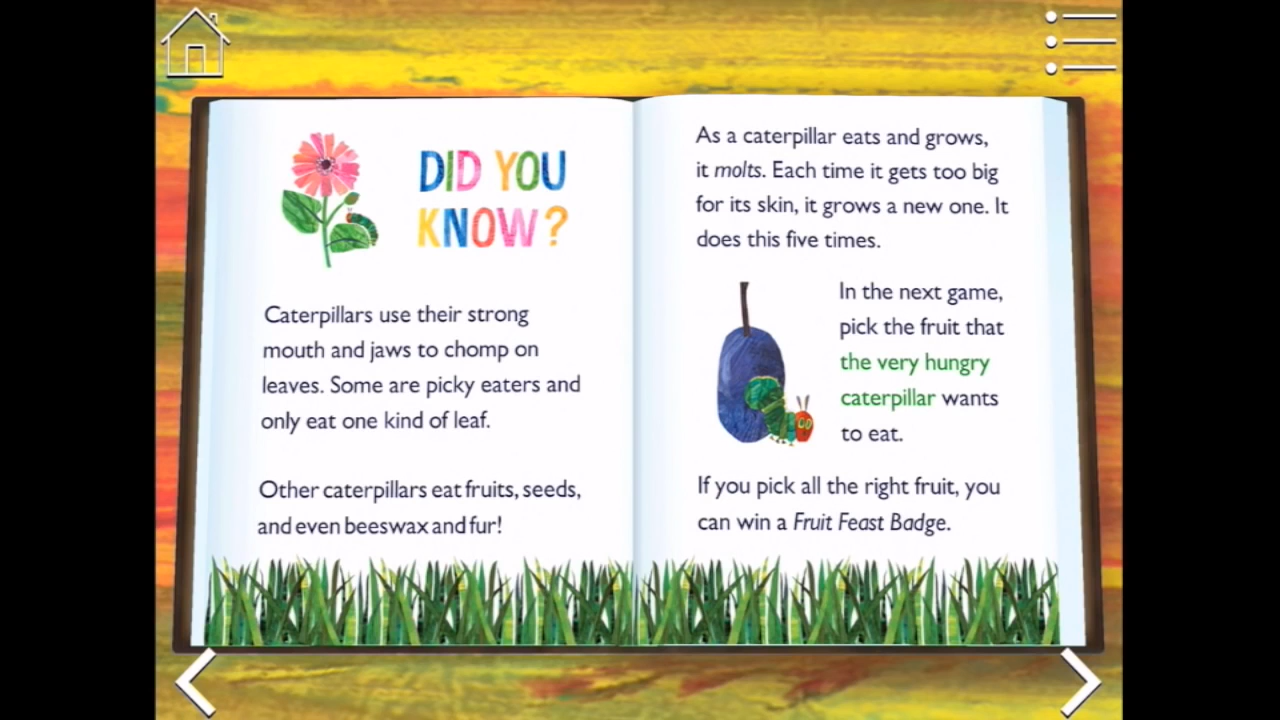 DID YOU
KNOW?
Caterpillars use their strong
mouth and jaws to chomp on
leaves. Some are picky eaters and
only eat one kind of leaf.
Other caterpillars eat fruits, seeds,
and even beeswax and fur!
As a caterpillar eats and grows,
it molts. Each time it gets too big
for its skin, it grows a new one. It
does this five times.
In the next game,
pick the fruit that
the very hungry
caterpillar wants
to eat.
If you pick all the right fruit, you
can win a Fruit Feast Badge.